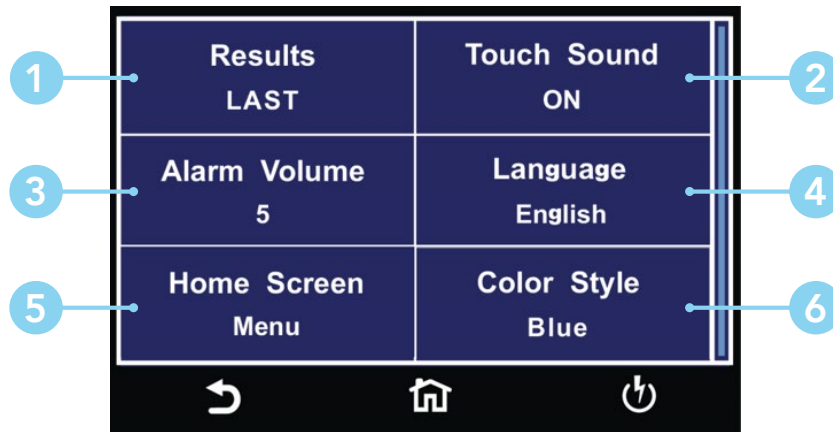 1
Results
LAST
Touch Sound
ON
2
3
Alarm Volume
5
Language
English
4
5
Home Screen
Menu
Color Style
Blue
6